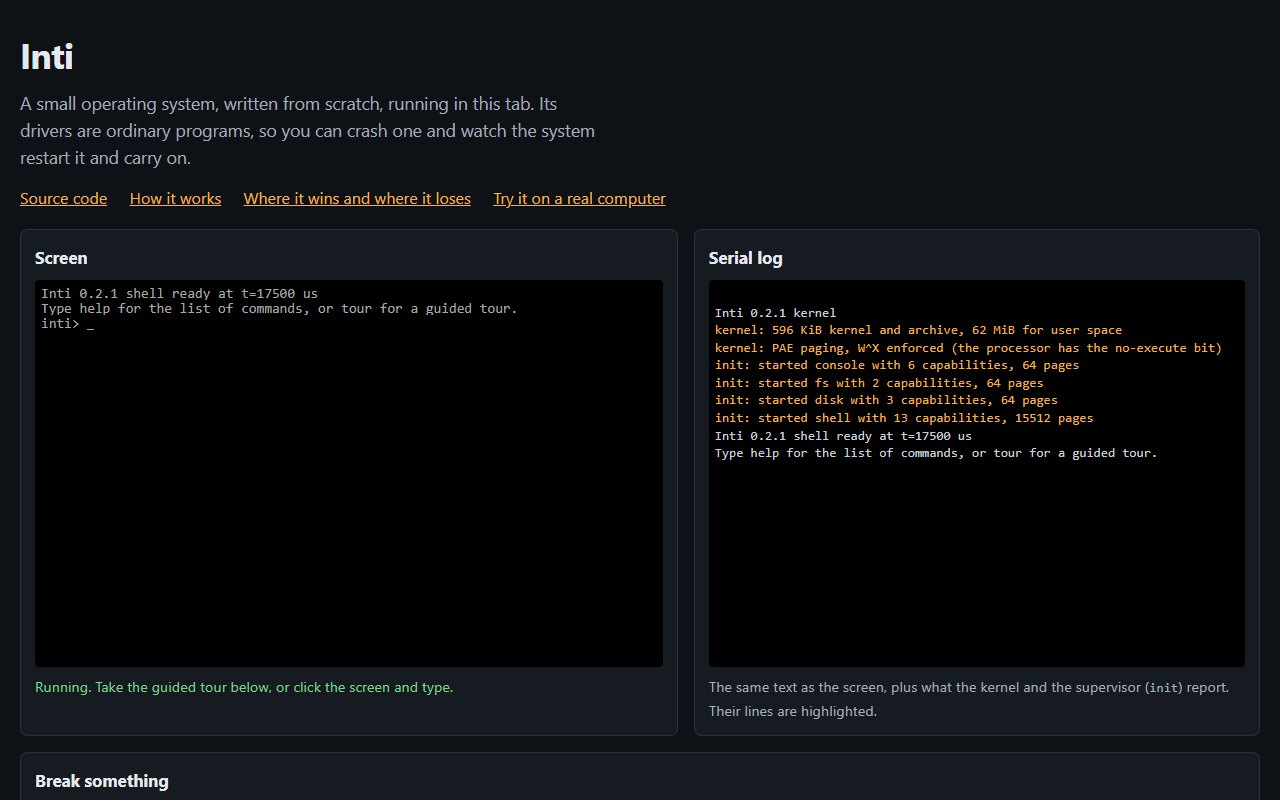 Inti
A small operating system, written from scratch, running in this tab. Its
drivers are ordinary programs, so you can crash one and watch the system
restart it and carry on.
Source code How it works Where it wins and where it loses Try it on a real computer
Screen
Inti 0.2.1 shell ready at t=17500 us
Type help for the list of commands, or tour for a guided tour.
inti> _
Running. Take the guided tour below, or click the screen and type.
Serial log
Inti 0.2.1 kernel
kernel: 596 KiB kernel and archive, 62 MiB for user space
kernel: PAE paging, W^X enforced (the processor has the no-execute bit)
init: started console with 6 capabilities, 64 pages
init: started fs with 2 capabilities, 64 pages
init: started disk with 3 capabilities, 64 pages
init: started shell with 13 capabilities, 15512 pages
Inti 0.2.1 shell ready at t=17500 us
Type help for the list of commands, or tour for a guided tour.
The same text as the screen, plus what the kernel and the supervisor (init) report.
Their lines are highlighted.
Break something